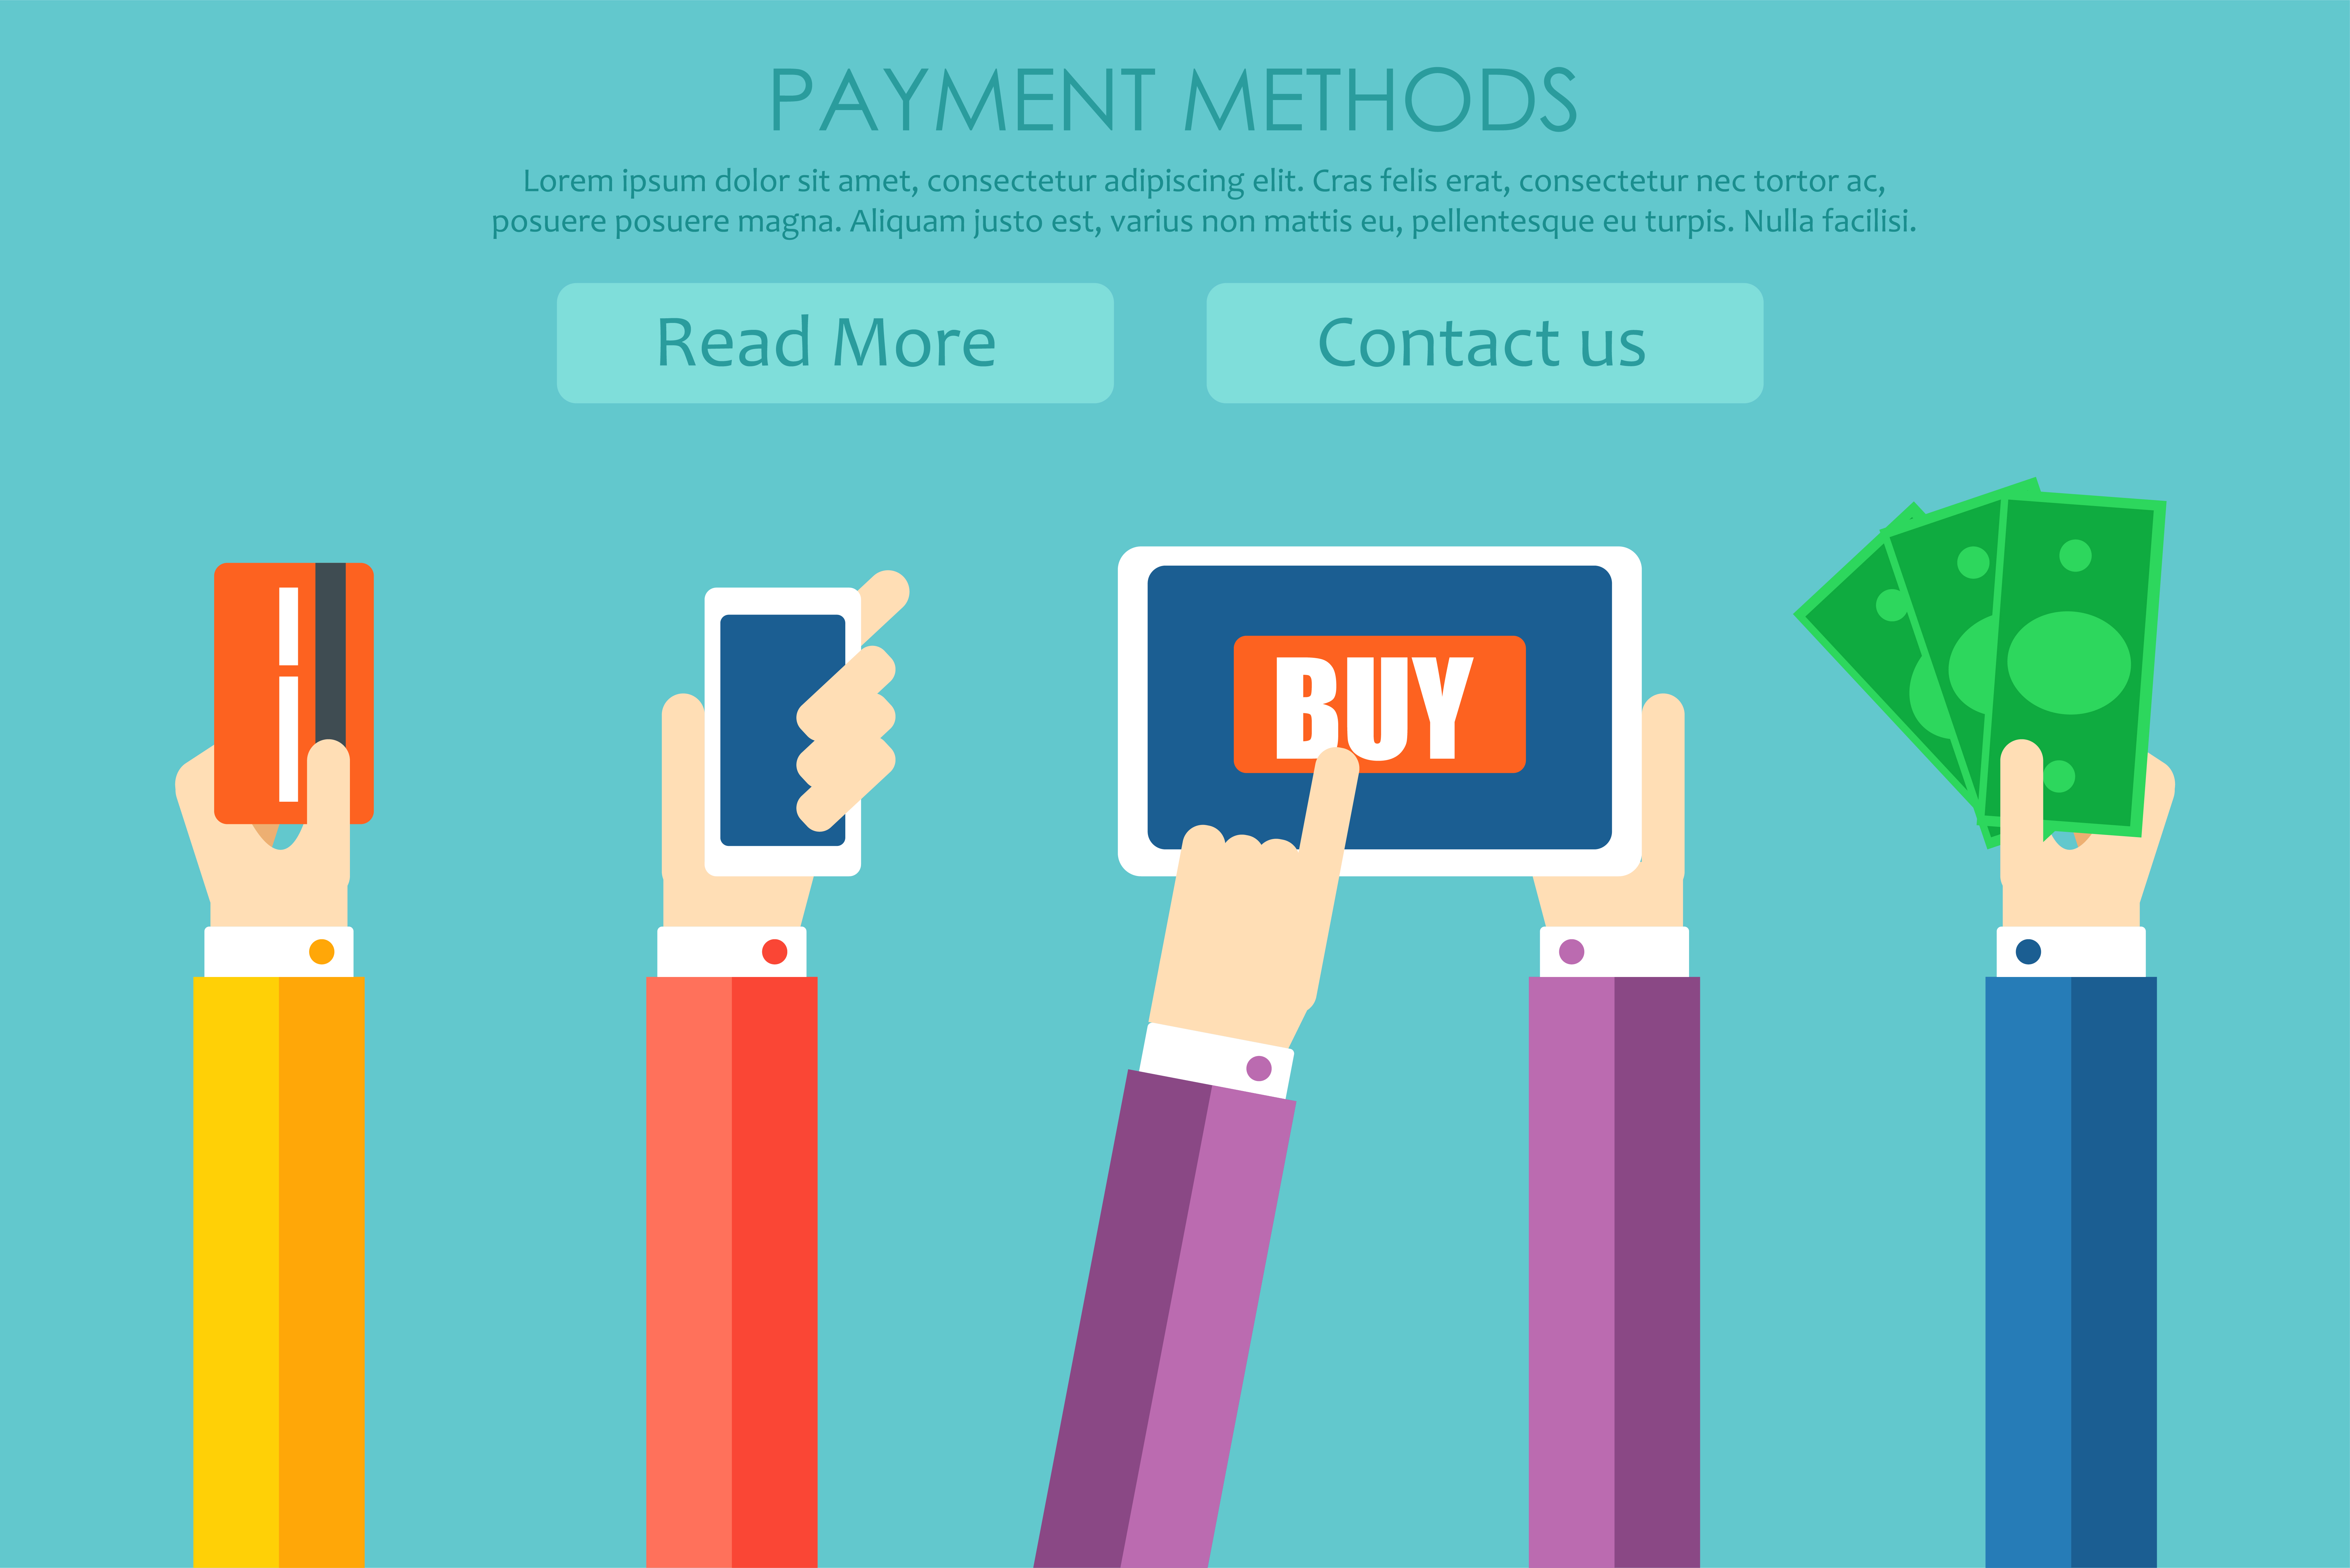 PAYMENT METHODS
Lorem ipsum dolor sit amet, consectetur adipiscing elit. Cras felis erat, consectetur nec tortor ac,
posuere posuere magna. Aliquam justo est, varius non mattis eu, pellentesque eu turpis. Nulla facilisi.
Read More
Contact us
BUY